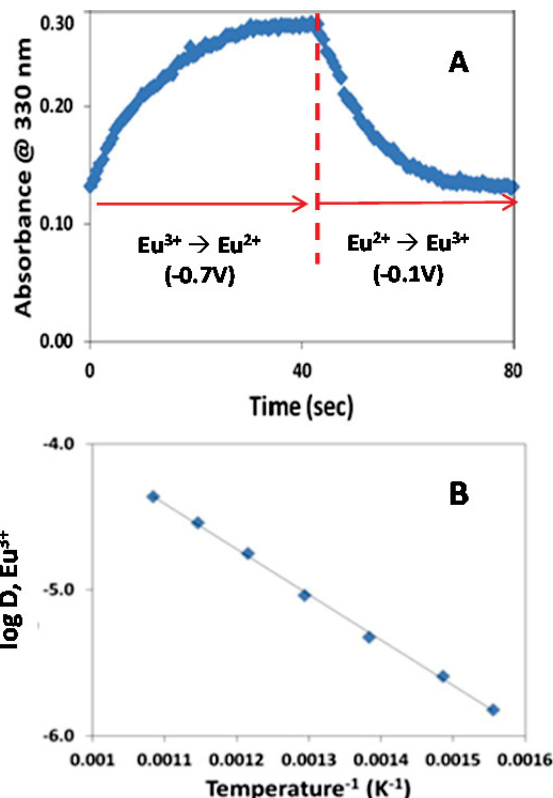 Absorbance @ 330 nm
0.30
0.20
0.10
0.00
A
Eu³⁺ → Eu²⁺
(-0.7V)
Eu²⁺ → Eu³⁺
(-0.1V)
0
40
80
Time (sec)
log D, Eu³⁺
-4.0
-5.0
-6.0
B
0.001
0.0011
0.0012
0.0013
0.0014
0.0015
0.0016
Temperature⁻¹ (K⁻¹)